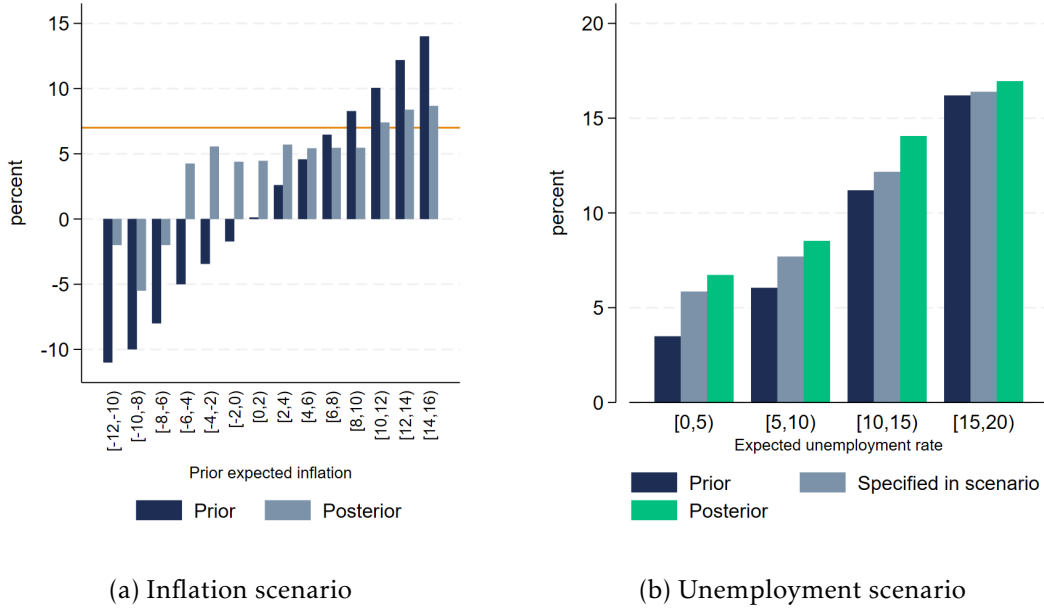 15
10
5
0
-5
-10
percent
[-12,-10)
[-10,-8)
[-8,-6)
[-6,-4)
[-4,-2)
[-2,0)
[0,2)
[2,4)
[4,6)
[6,8)
[8,10)
[10,12)
[12,14)
[14,16)
Prior expected inflation
Prior Posterior
(a) Inflation scenario
20
15
10
5
0
percent
[0,5) [5,10) [10,15) [15,20)
Expected unemployment rate
Prior Specified in scenario
Posterior
(b) Unemployment scenario